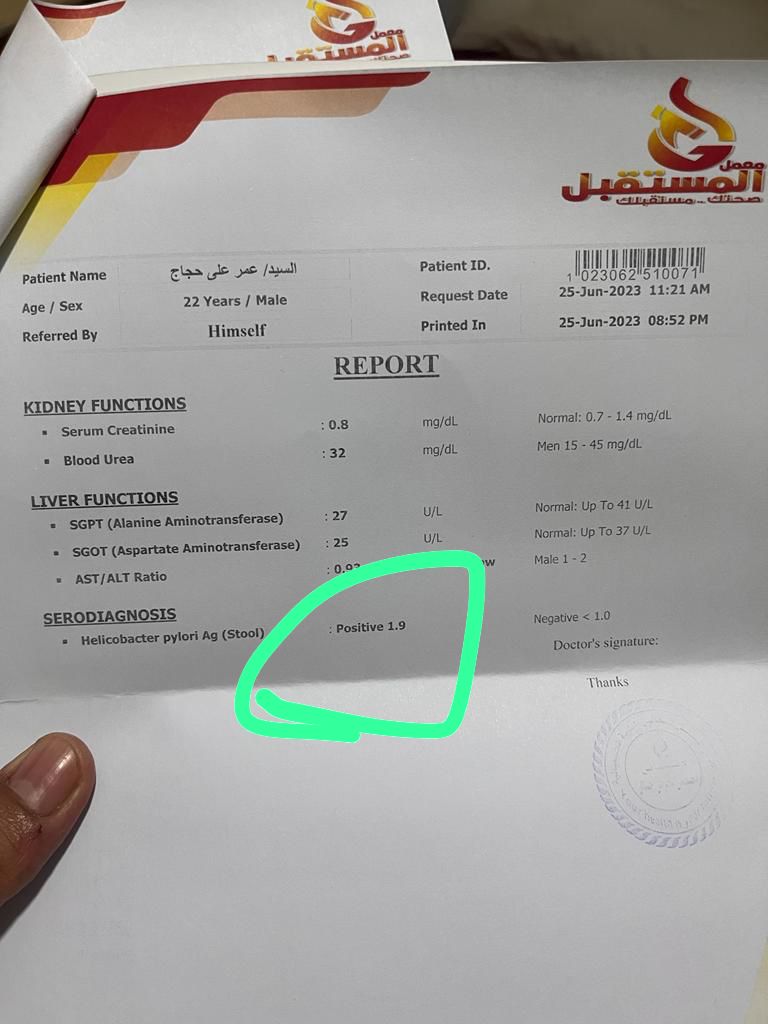 معمل
المستقبل
معمل
المستقبل
صحتك .. مستقبلك
Patient Name السيد/ عمر على حجاج Patient ID. 1023062510071
Age / Sex 22 Years / Male Request Date 25-Jun-2023 11:21 AM
Referred By Himself Printed In 25-Jun-2023 08:52 PM
REPORT
KIDNEY FUNCTIONS
▪ Serum Creatinine : 0.8 mg/dL Normal: 0.7 - 1.4 mg/dL
▪ Blood Urea : 32 mg/dL Men 15 - 45 mg/dL
LIVER FUNCTIONS
▪ SGPT (Alanine Aminotransferase) : 27 U/L Normal: Up To 41 U/L
▪ SGOT (Aspartate Aminotransferase) : 25 U/L Normal: Up To 37 U/L
▪ AST/ALT Ratio Male 1 - 2
SERODIAGNOSIS
▪ Helicobacter pylori Ag (Stool) : Positive 1.9 Negative < 1.0
Doctor's signature:
Thanks